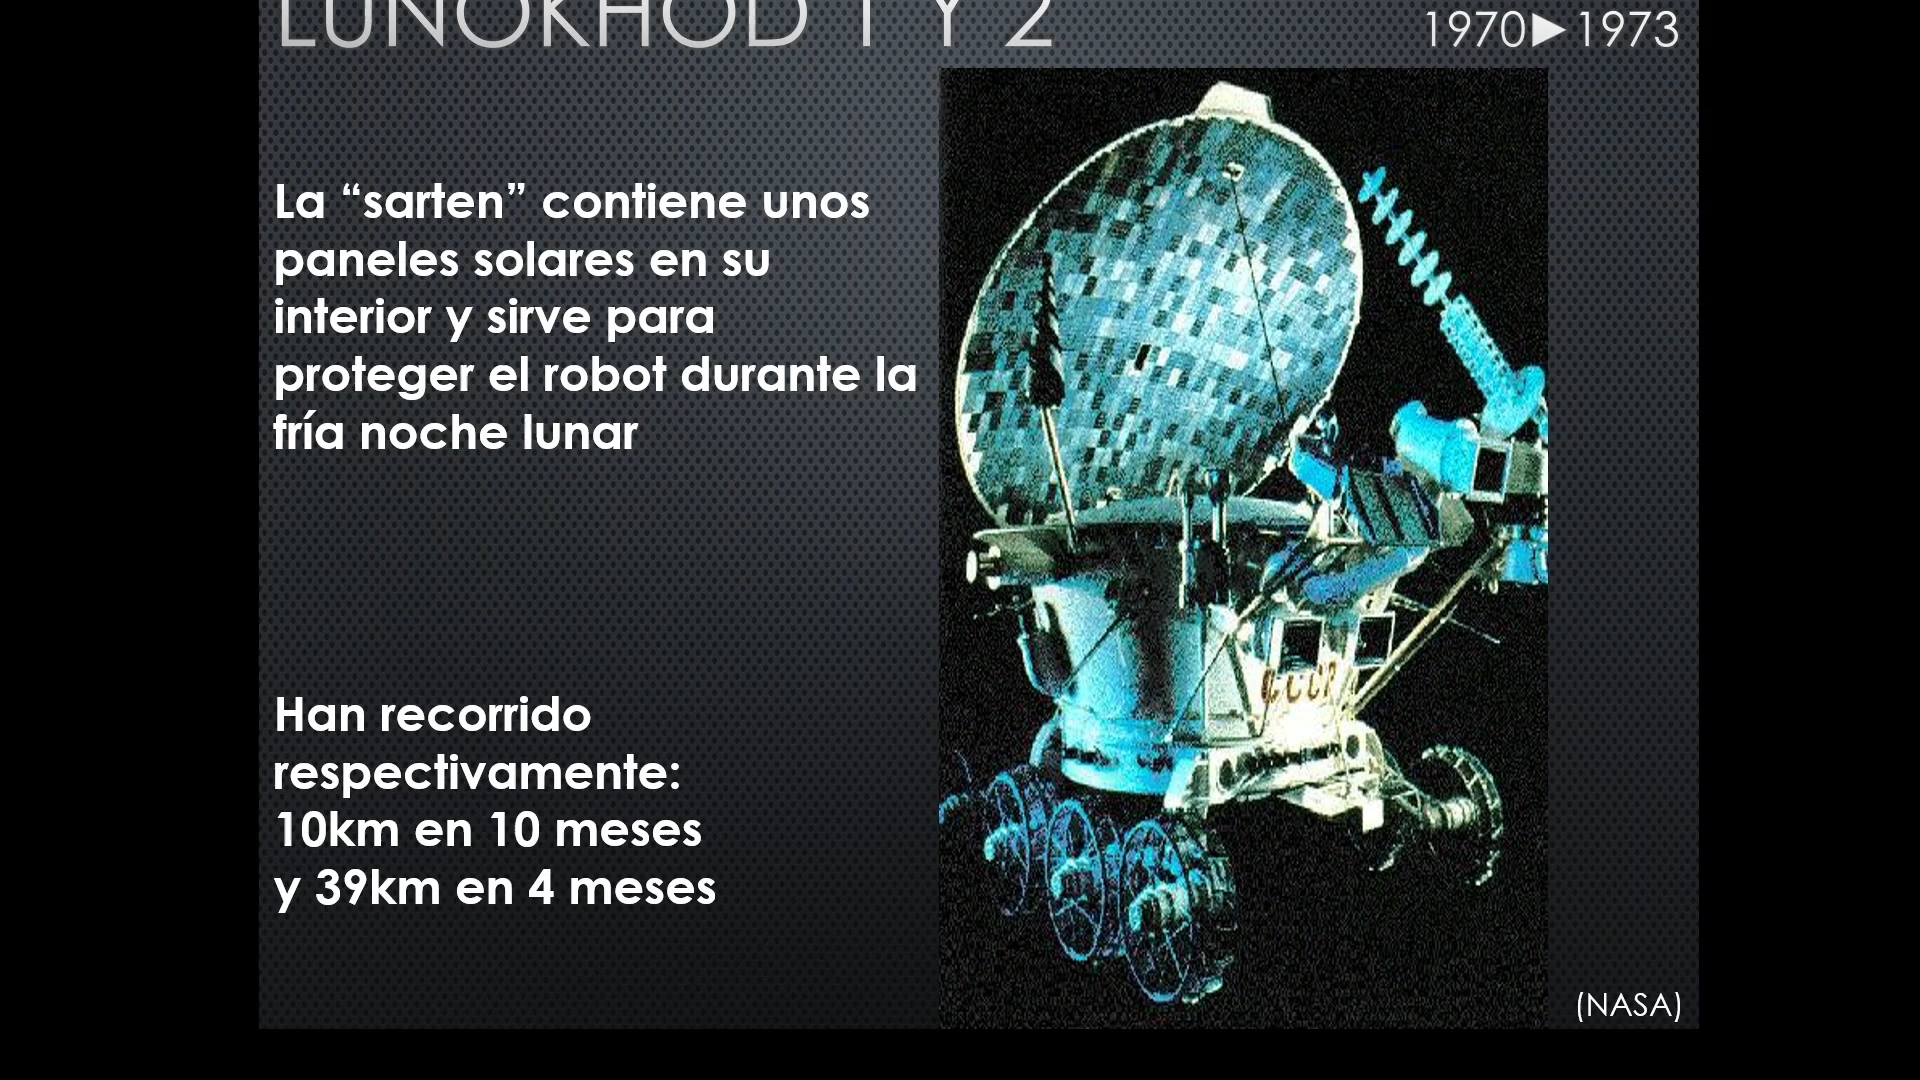 LUNOKHOD 1 Y 2
1970►1973
La “sarten” contiene unos
paneles solares en su
interior y sirve para
proteger el robot durante la
fría noche lunar
CCCP
Han recorrido
respectivamente:
10km en 10 meses
y 39km en 4 meses
(NASA)